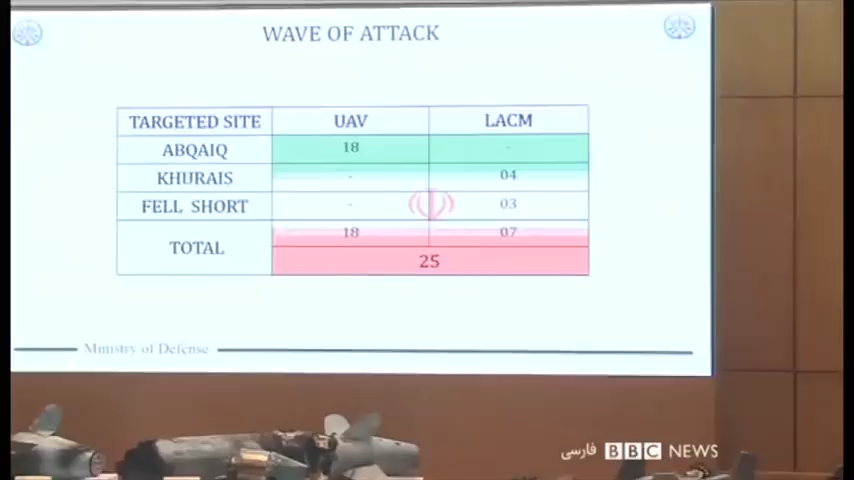 WAVE OF ATTACK
TARGETED SITE UAV LACM
ABQAIQ 18 -
KHURAIS - 04
FELL SHORT - 03
TOTAL 18 07
25
Ministry of Defense
فارسی BBC NEWS